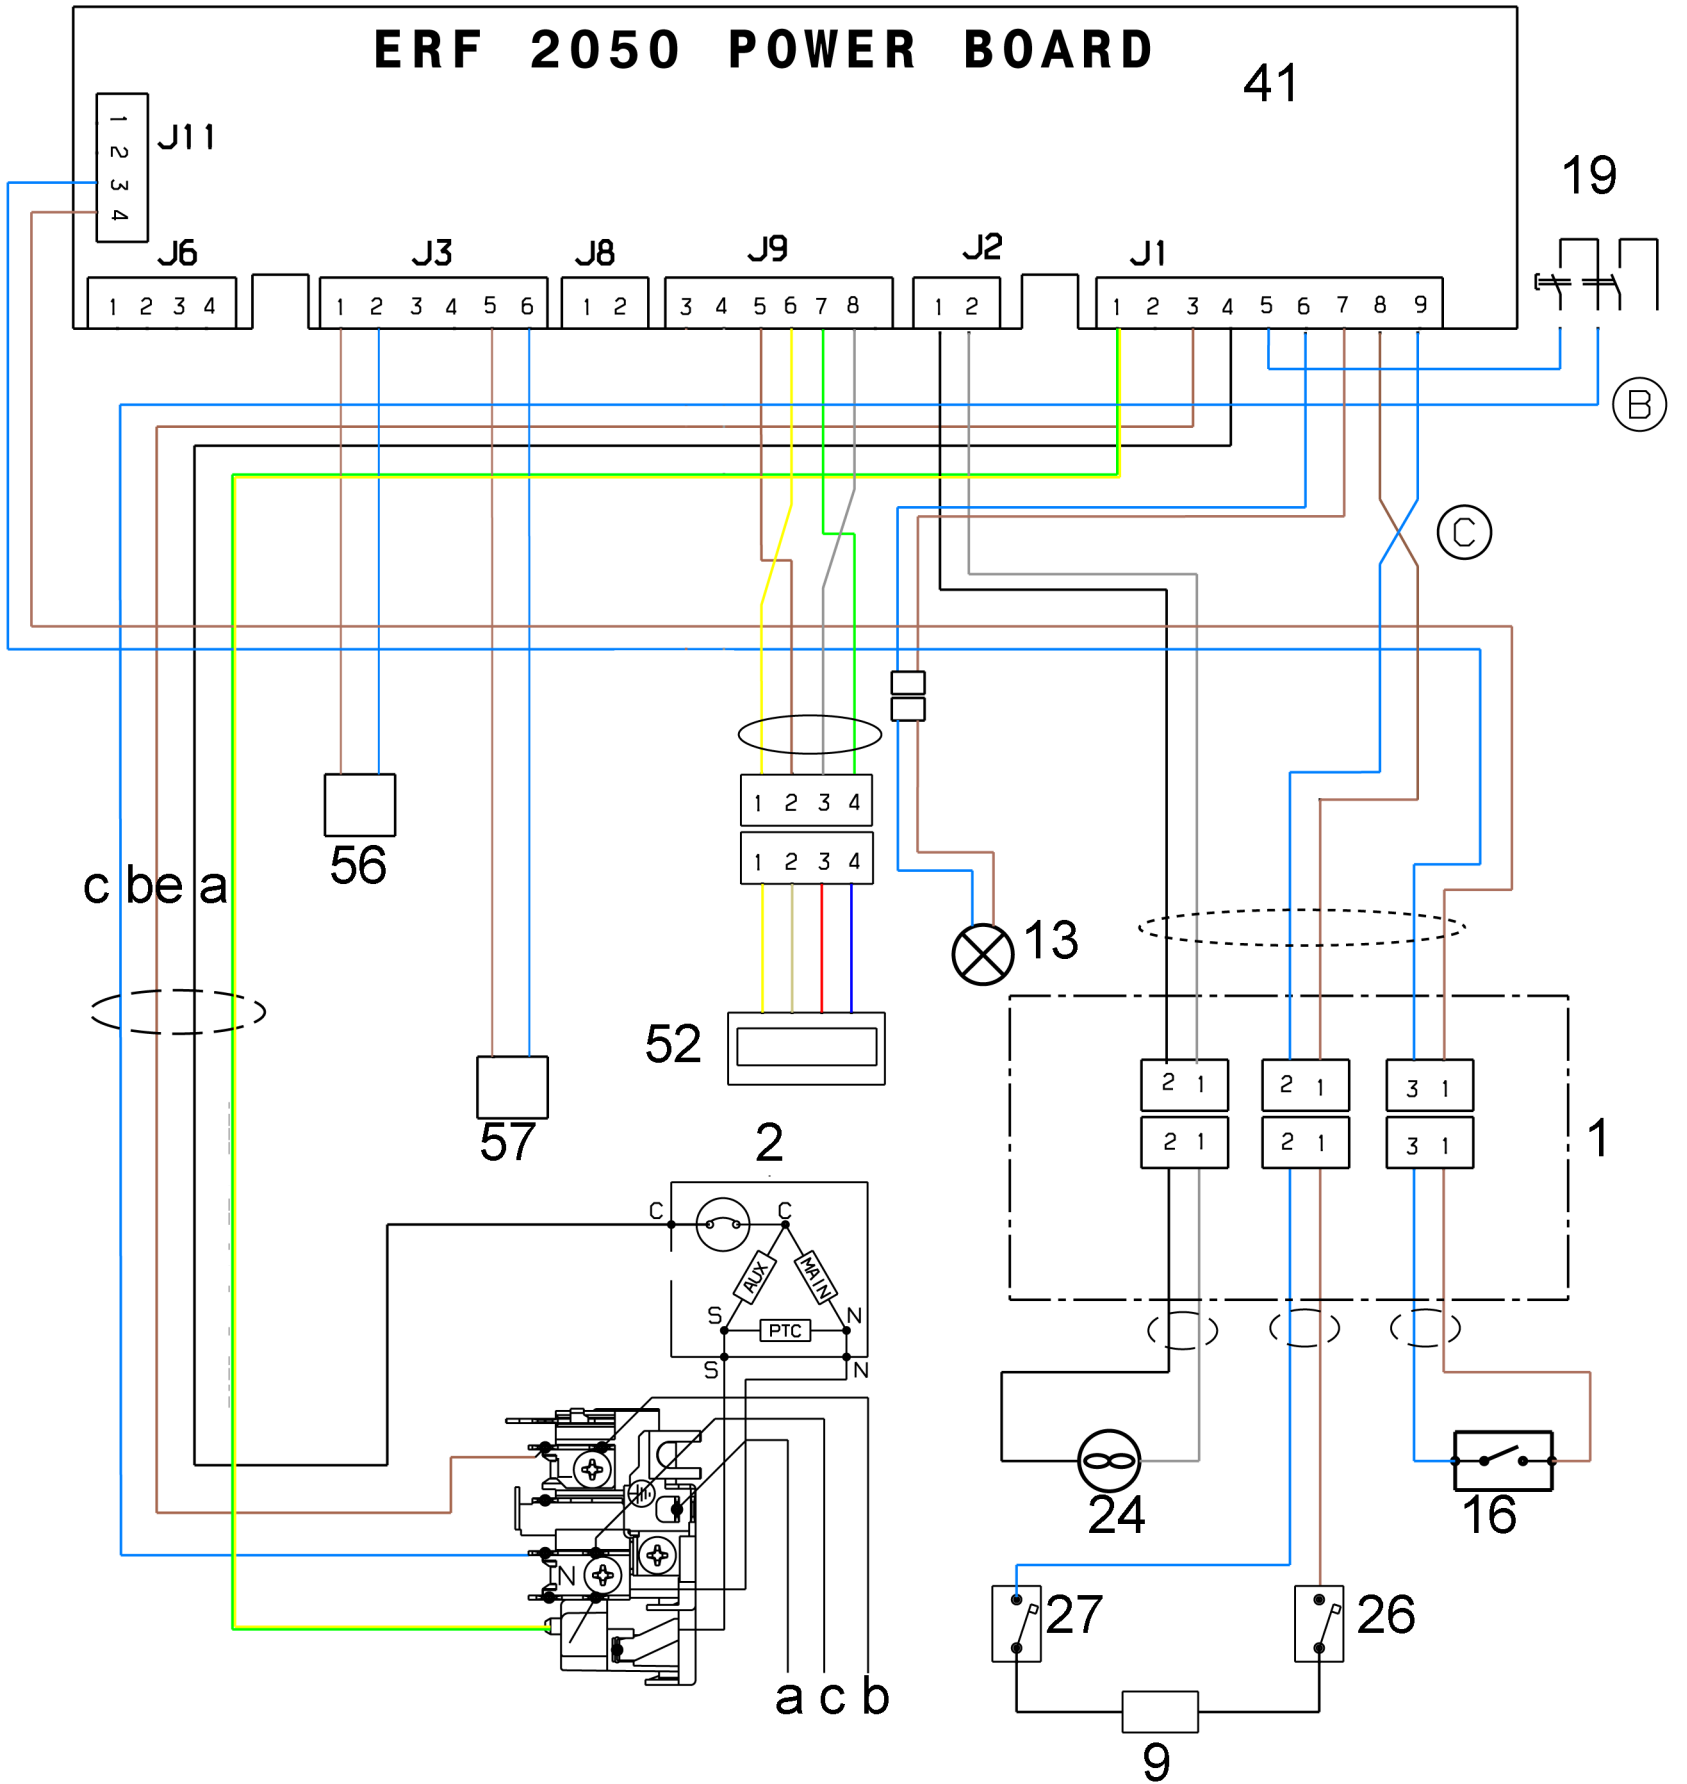 ERF 2050 POWER BOARD
41
1
2
3
4
J11
19
J6
J3
J8
J9
J2
J1
1 2 3 4
1 2 3 4 5 6
1 2
3 4 5 6 7 8
1 2
1 2 3 4 5 6 7 8 9
B
C
1 2 3 4
56
1 2 3 4
c b e a
13
52
57
2 1
2 1
3 1
2 1
2 1
3 1
1
2
C
C
AUX
MAIN
S
N
PTC
S
N
24
16
N
27
26
a c b
9